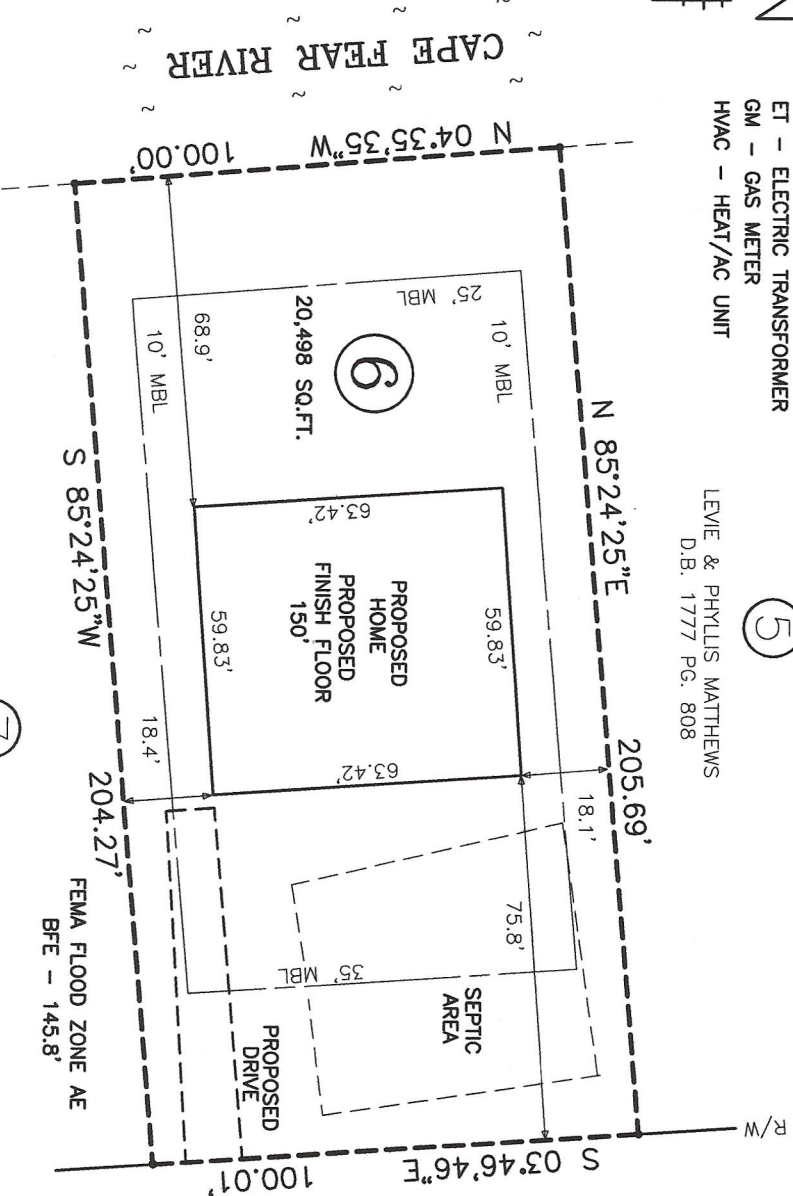 N
ET - ELECTRIC TRANSFORMER
GM - GAS METER
HVAC - HEAT/AC UNIT
5
LEVIE & PHYLLIS MATTHEWS
D.B. 1777 PG. 808
CAPE FEAR RIVER
N 04°35'35"W
100.00'
N 85°24'25"E
205.69'
R/W
10' MBL
25' MBL
6
20,498 SQ.FT.
68.9'
10' MBL
63.42'
59.83'
PROPOSED
HOME
PROPOSED
FINISH FLOOR
150'
59.83'
63.42'
18.1'
75.8'
18.4'
35' MBL
SEPTIC
AREA
PROPOSED
DRIVE
S 03°46'46"E
100.01'
S 85°24'25"W
204.27'
FEMA FLOOD ZONE AE
BFE - 145.8'
7